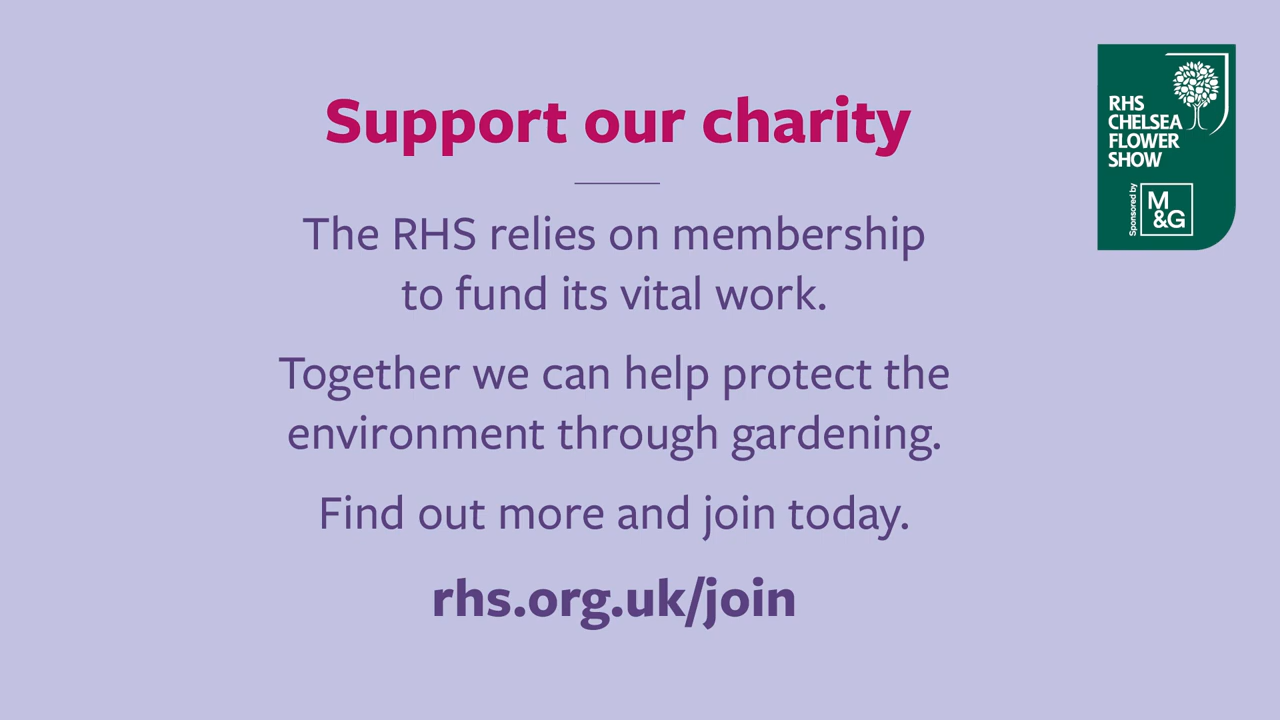 Support our charity
The RHS relies on membership
to fund its vital work.
Together we can help protect the
environment through gardening.
Find out more and join today.
rhs.org.uk/join
RHS
CHELSEA
FLOWER
SHOW
Sponsored by
M
&G